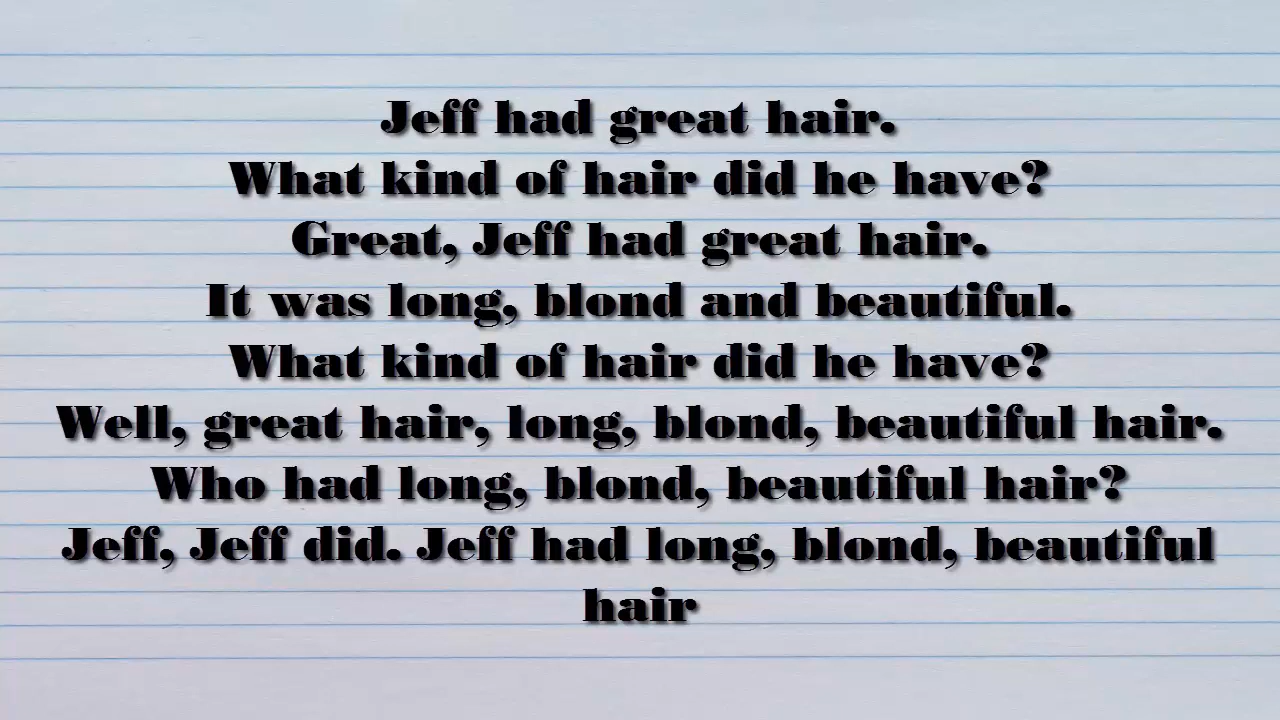 Jeff had great hair.
What kind of hair did he have?
Great, Jeff had great hair.
It was long, blond and beautiful.
What kind of hair did he have?
Well, great hair, long, blond, beautiful hair.
Who had long, blond, beautiful hair?
Jeff, Jeff did. Jeff had long, blond, beautiful
hair